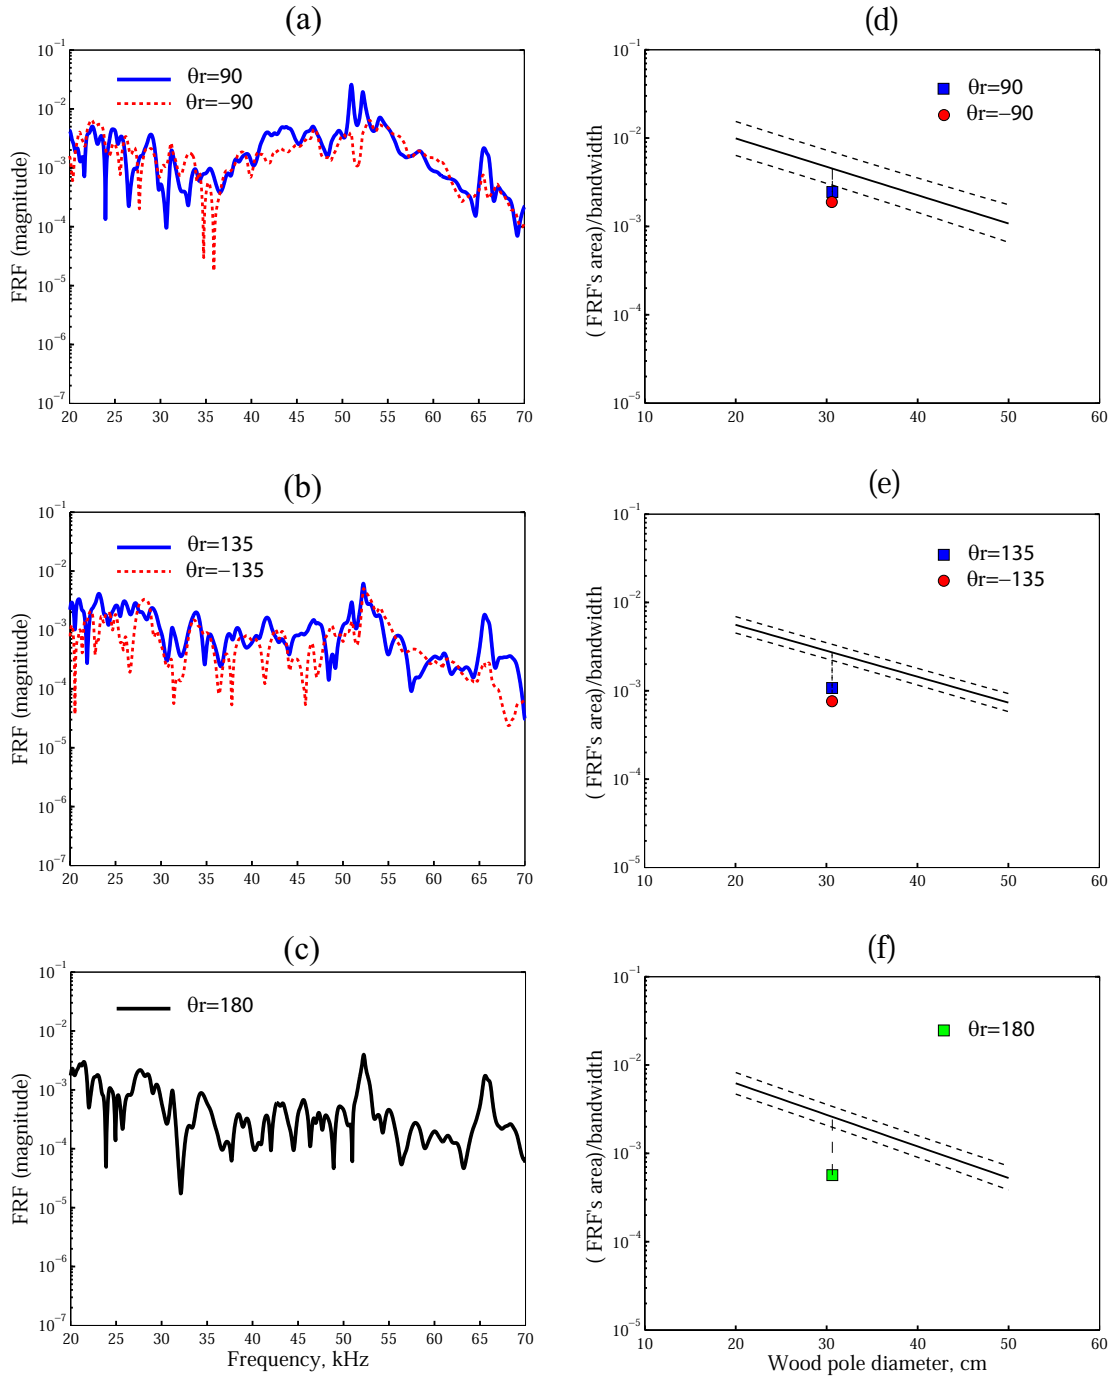 (a)
FRF (magnitude)
10⁻¹
10⁻²
10⁻³
10⁻⁴
10⁻⁵
10⁻⁶
10⁻⁷
θr=90
θr=−90
20 25 30 35 40 45 50 55 60 65 70
(d)
(FRF's area)/bandwidth
10⁻¹
10⁻²
10⁻³
10⁻⁴
10⁻⁵
θr=90
θr=−90
10 20 30 40 50 60
(b)
FRF (magnitude)
10⁻¹
10⁻²
10⁻³
10⁻⁴
10⁻⁵
10⁻⁶
10⁻⁷
θr=135
θr=−135
20 25 30 35 40 45 50 55 60 65 70
(e)
(FRF's area)/bandwidth
10⁻¹
10⁻²
10⁻³
10⁻⁴
10⁻⁵
θr=135
θr=−135
10 20 30 40 50 60
(c)
FRF (magnitude)
10⁻¹
10⁻²
10⁻³
10⁻⁴
10⁻⁵
10⁻⁶
10⁻⁷
θr=180
20 25 30 35 40 45 50 55 60 65 70
Frequency, kHz
(f)
(FRF's area)/bandwidth
10⁻¹
10⁻²
10⁻³
10⁻⁴
10⁻⁵
θr=180
10 20 30 40 50 60
Wood pole diameter, cm